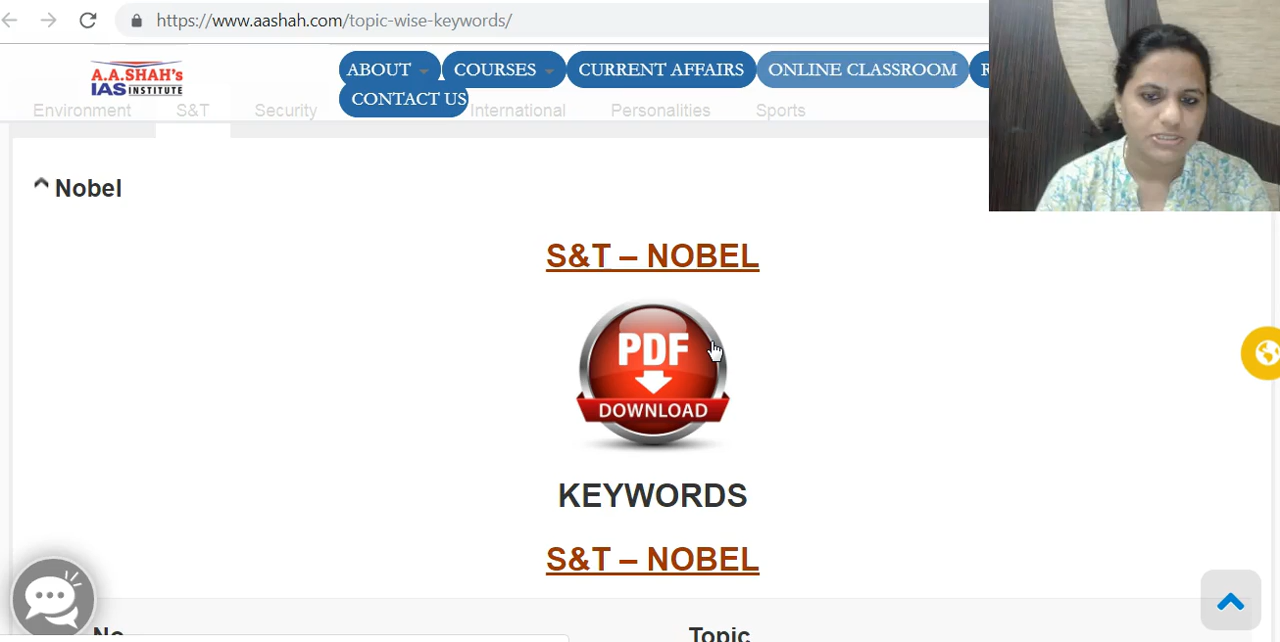 https://www.aashah.com/topic-wise-keywords/
A.A.SHAH's
IAS INSTITUTE
ABOUT
COURSES
CURRENT AFFAIRS
ONLINE CLASSROOM
R
CONTACT US
Environment
S&T
Security
International
Personalities
Sports
Nobel
S&T – NOBEL
PDF
DOWNLOAD
KEYWORDS
S&T – NOBEL
No
Topic